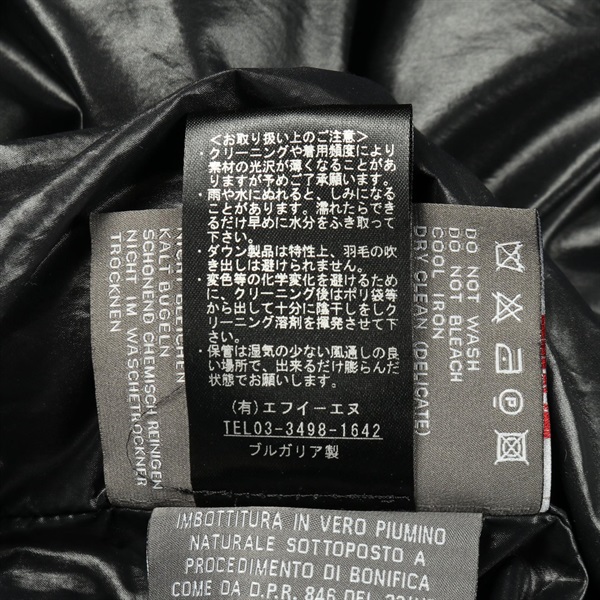 <お取り扱い上のご注意>
・クリーニングや着用頻度により
素材の光沢が薄くなることがあ
りますが予めご了承願います。
・雨や水にぬれると、しみになる
ことがあります。濡れたらでき
るだけ早めに水分をふき取って
下さい。
・ダウン製品は特性上、羽毛の吹
き出しは避けられません。
・変色等の化学変化を避けるため
に、クリーニング後はポリ袋等
から出して十分に陰干しをしク
リーニング溶剤を揮発させて下
さい。
・保管は湿気の少ない風通しの良
い場所で、出来るだけ膨らんだ
状態でお願いします。
(有)エフイーエヌ
TEL03-3498-1642
ブルガリア製
DO NOT WASH
DO NOT BLEACH
COOL IRON
DRY CLEAN (DELICATE)
NICHT BLEICHEN
KALT BUGELN
SCHONEND CHEMISCH REINIGEN
NICHT IM WASCHETROCKNER
TROCKNEN
IMBOTTITURA IN VERO PIUMINO
NATURALE SOTTOPOSTO A
PROCEDIMENTO DI BONIFICA
COME DA D.P.R. 846 DEL